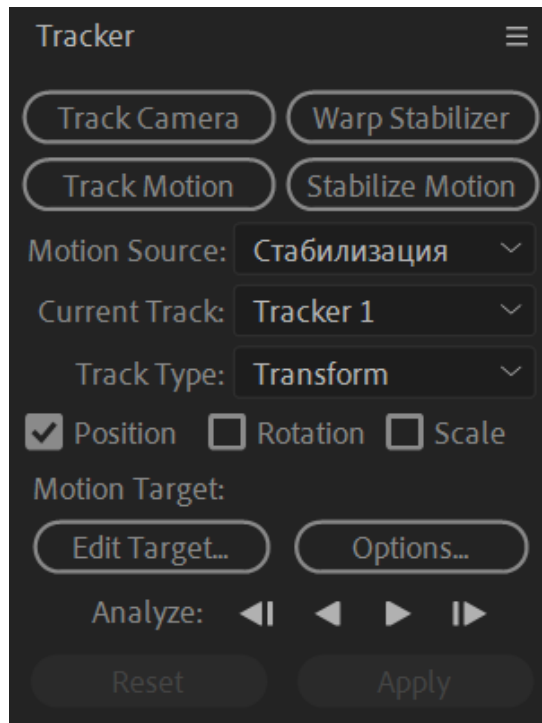 Tracker
Track Camera Warp Stabilizer
Track Motion Stabilize Motion
Motion Source: Стабилизация
Current Track: Tracker 1
Track Type: Transform
Position Rotation Scale
Motion Target:
Edit Target... Options...
Analyze:
Reset Apply